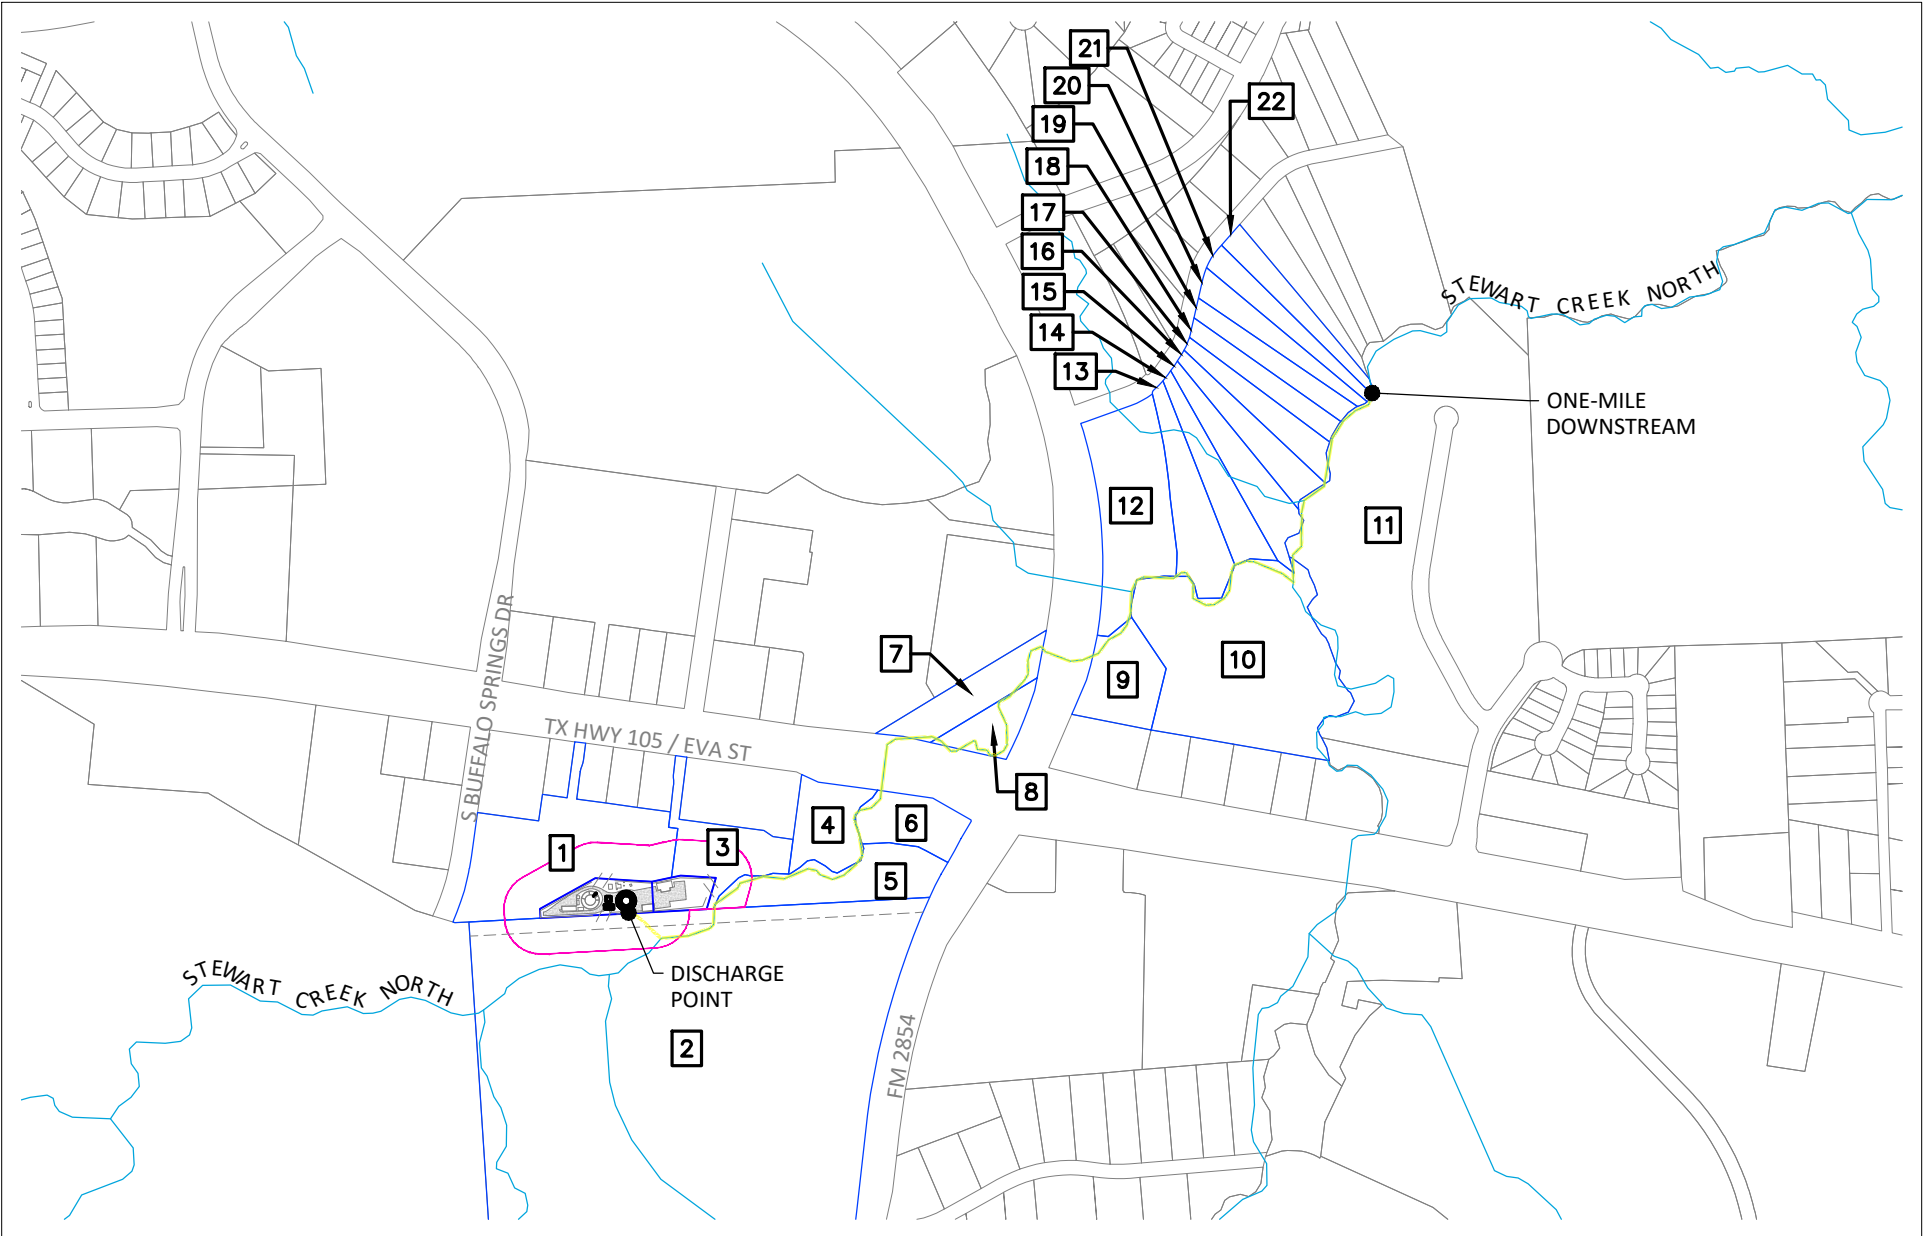 21
20
22
19
18
17
16
15
14
13
STEWART CREEK NORTH
ONE-MILE
DOWNSTREAM
12
11
7
10
9
S BUFFALO SPRINGS DR
TX HWY 105 / EVA ST
8
4
6
1
3
5
STEWART CREEK NORTH
DISCHARGE
POINT
2
FM 2854